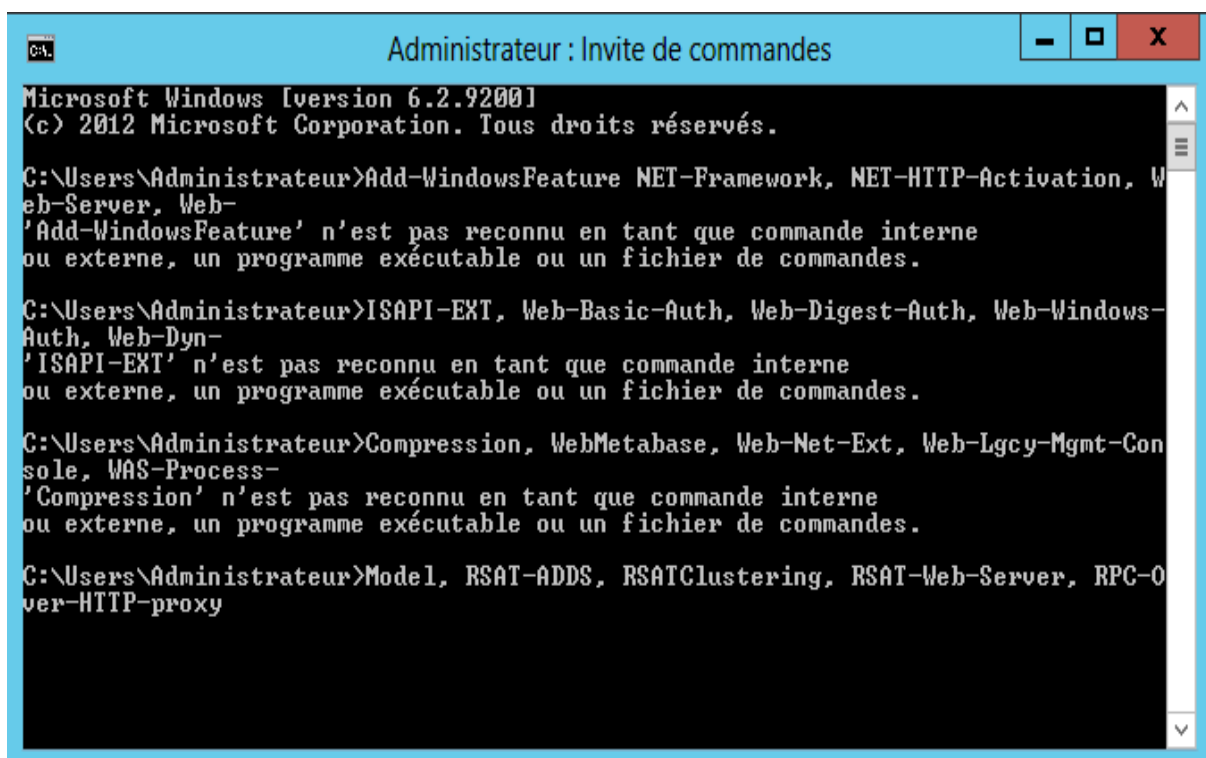 Administrateur : Invite de commandes
Microsoft Windows [version 6.2.9200]
(c) 2012 Microsoft Corporation. Tous droits réservés.
C:\Users\Administrateur>Add-WindowsFeature NET-Framework, NET-HTTP-Activation, W
eb-Server, Web-
'Add-WindowsFeature' n'est pas reconnu en tant que commande interne
ou externe, un programme exécutable ou un fichier de commandes.
C:\Users\Administrateur>ISAPI-EXT, Web-Basic-Auth, Web-Digest-Auth, Web-Windows-
Auth, Web-Dyn-
'ISAPI-EXT' n'est pas reconnu en tant que commande interne
ou externe, un programme exécutable ou un fichier de commandes.
C:\Users\Administrateur>Compression, WebMetabase, Web-Net-Ext, Web-Lgcy-Mgmt-Con
sole, WAS-Process-
'Compression' n'est pas reconnu en tant que commande interne
ou externe, un programme exécutable ou un fichier de commandes.
C:\Users\Administrateur>Model, RSAT-ADDS, RSATClustering, RSAT-Web-Server, RPC-O
ver-HTTP-proxy